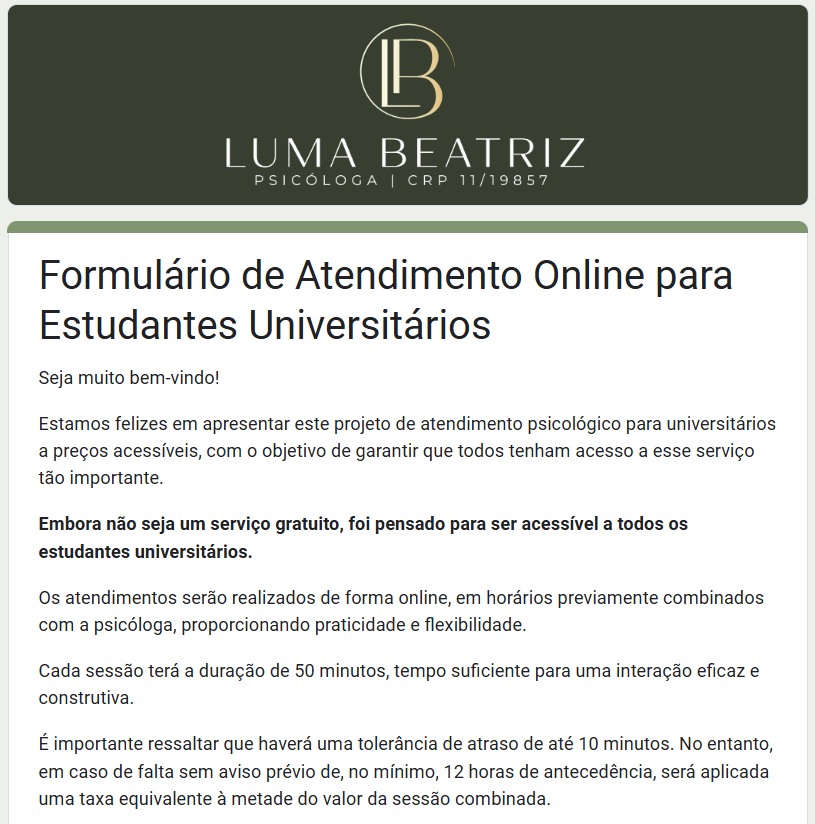 LB
LUMA BEATRIZ
PSICÓLOGA | CRP 11/19857
Formulário de Atendimento Online para
Estudantes Universitários
Seja muito bem-vindo!
Estamos felizes em apresentar este projeto de atendimento psicológico para universitários
a preços acessíveis, com o objetivo de garantir que todos tenham acesso a esse serviço
tão importante.
Embora não seja um serviço gratuito, foi pensado para ser acessível a todos os
estudantes universitários.
Os atendimentos serão realizados de forma online, em horários previamente combinados
com a psicóloga, proporcionando praticidade e flexibilidade.
Cada sessão terá a duração de 50 minutos, tempo suficiente para uma interação eficaz e
construtiva.
É importante ressaltar que haverá uma tolerância de atraso de até 10 minutos. No entanto,
em caso de falta sem aviso prévio de, no mínimo, 12 horas de antecedência, será aplicada
uma taxa equivalente à metade do valor da sessão combinada.